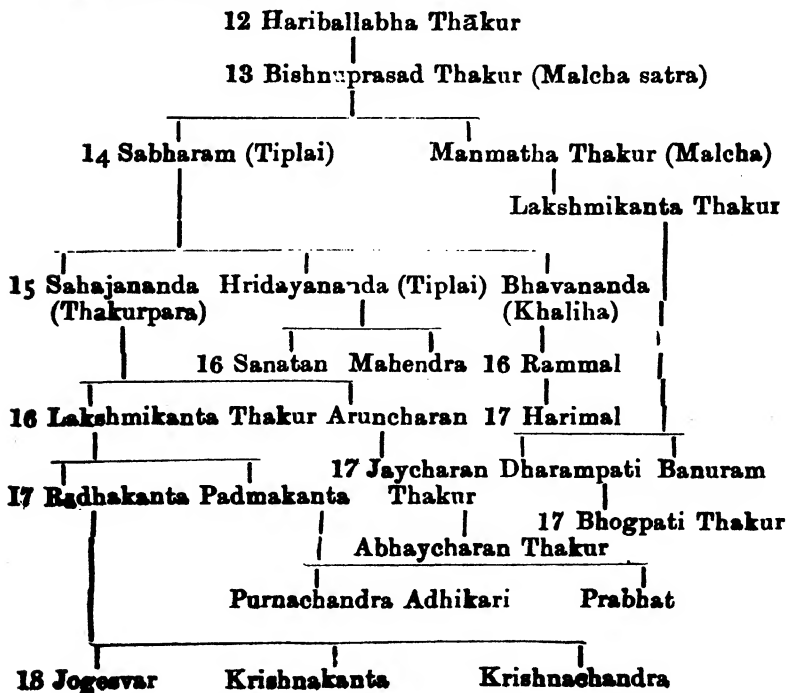 12 Hariballabha Thākur
13 Bishnuprasad Thakur (Malcha satra)
14 Sabharam (Tiplai) Manmatha Thakur (Malcha)
Lakshmikanta Thakur
15 Sahajananda Hridayananda (Tiplai) Bhavananda
(Thakurpara) (Khaliha)
16 Sanatan Mahendra 16 Rammal
16 Lakshmikanta Thakur Aruncharan 17 Harimal
17 Jaycharan Dharampati Banuram
17 Radhakanta Padmakanta Thakur
17 Bhogpati Thakur
Abhaycharan Thakur
Purnachandra Adhikari Prabhat
18 Jogesvar Krishnakanta Krishnachandra